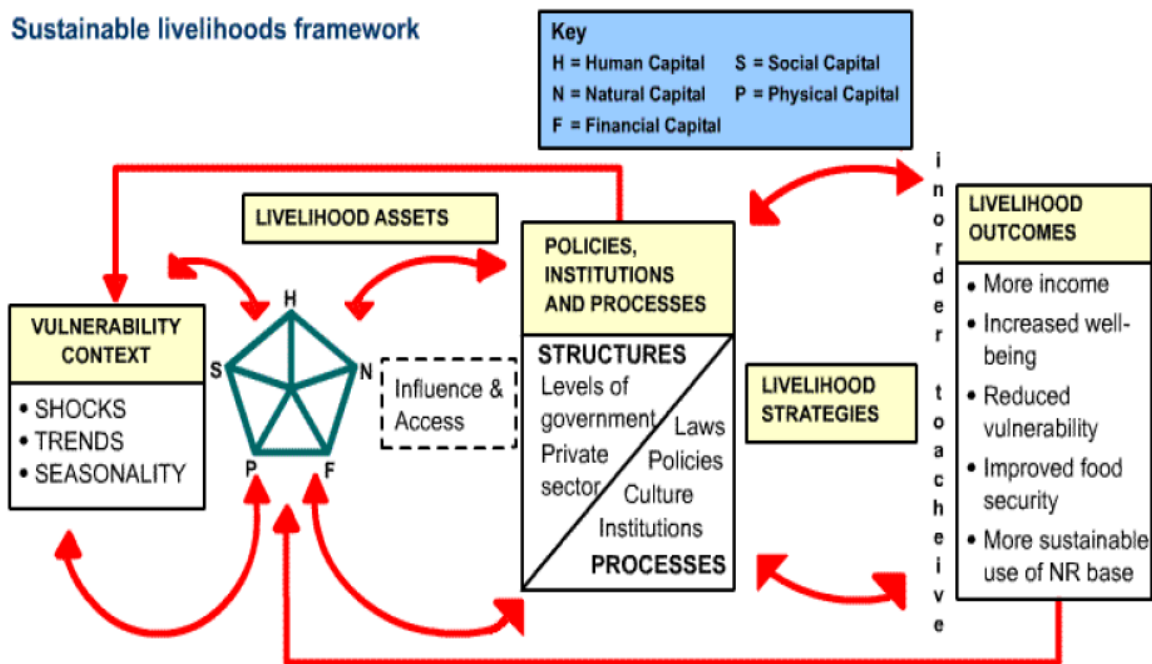 Sustainable livelihoods framework
Key
H = Human Capital S = Social Capital
N = Natural Capital P = Physical Capital
F = Financial Capital
LIVELIHOOD ASSETS
VULNERABILITY
CONTEXT
• SHOCKS
• TRENDS
• SEASONALITY
H
S
N
P
F
Influence &
Access
POLICIES,
INSTITUTIONS
AND PROCESSES
STRUCTURES
Levels of
government
Private
sector
Laws
Policies
Culture
Institutions
PROCESSES
LIVELIHOOD
STRATEGIES
inorder toacheive
LIVELIHOOD
OUTCOMES
• More income
• Increased well-
being
• Reduced
vulnerability
• Improved food
security
• More sustainable
use of NR base